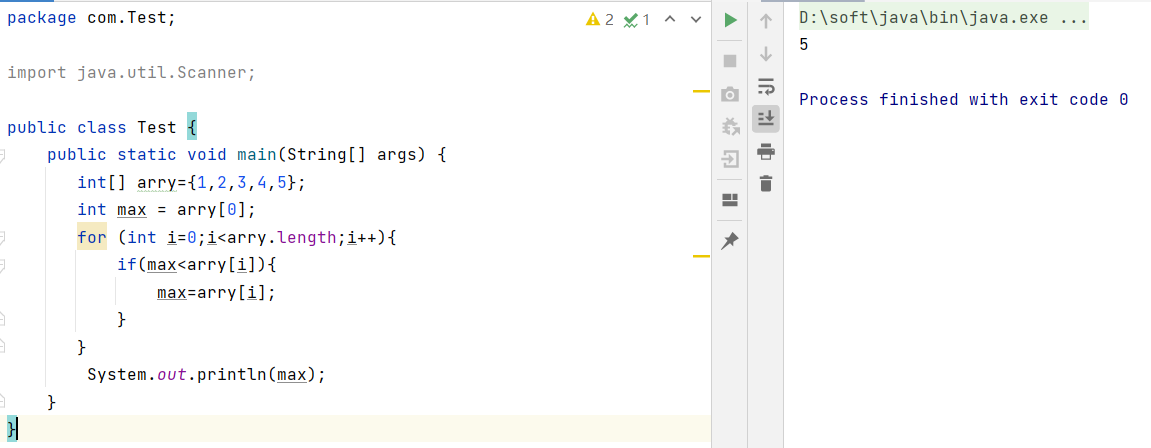 package com.Test;
2 1
import java.util.Scanner;
public class Test {
public static void main(String[] args) {
int[] arry={1,2,3,4,5};
int max = arry[0];
for (int i=0;i<arry.length;i++){
if(max<arry[i]){
max=arry[i];
}
}
System.out.println(max);
}
}
D:\soft\java\bin\java.exe ...
5
Process finished with exit code 0